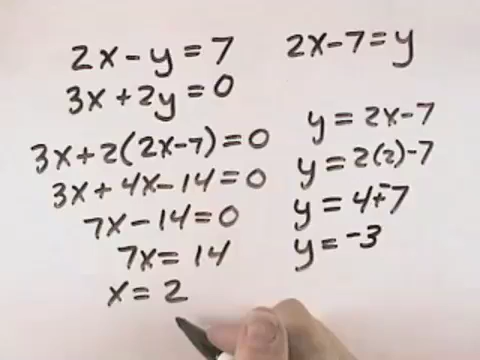 2x - y = 7
3x + 2y = 0
3x + 2(2x - 7) = 0
3x + 4x - 14 = 0
7x - 14 = 0
7x = 14
x = 2
2x - 7 = y
y = 2x - 7
y = 2(2) - 7
y = 4 + -7
y = -3